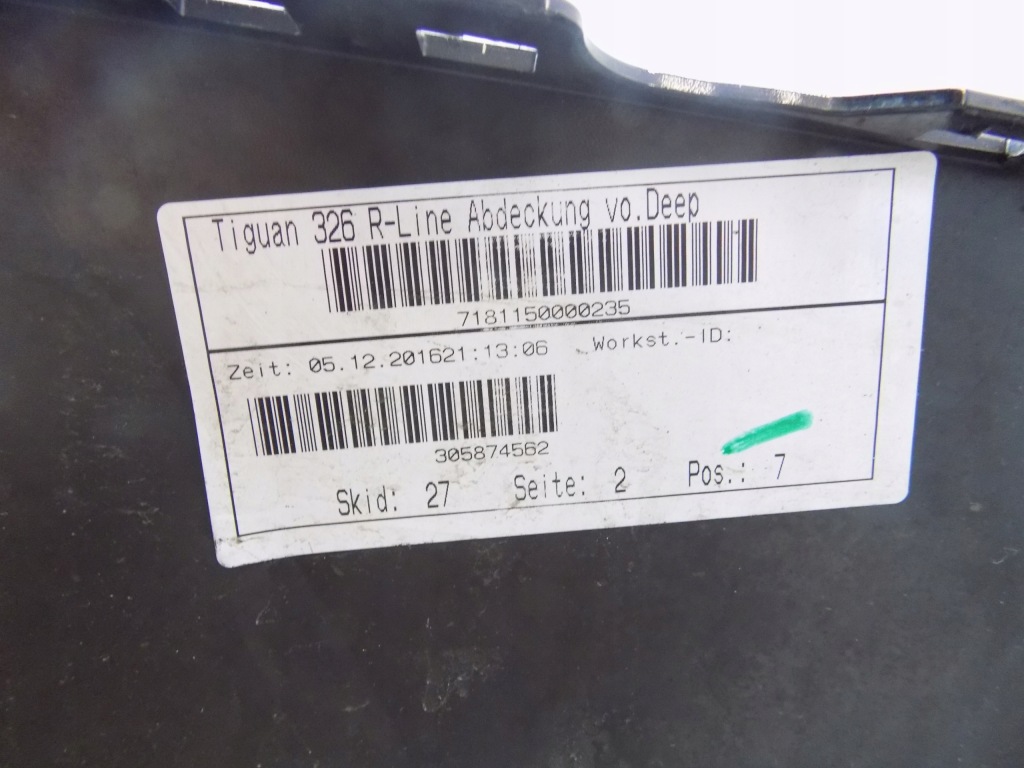 Tiguan 326 R-Line Abdeckung vo.Deep
7181150000235
Zeit: 05.12.201621:13:06 Workst.-ID:
305874562
Skid: 27 Seite: 2 Pos.: 7